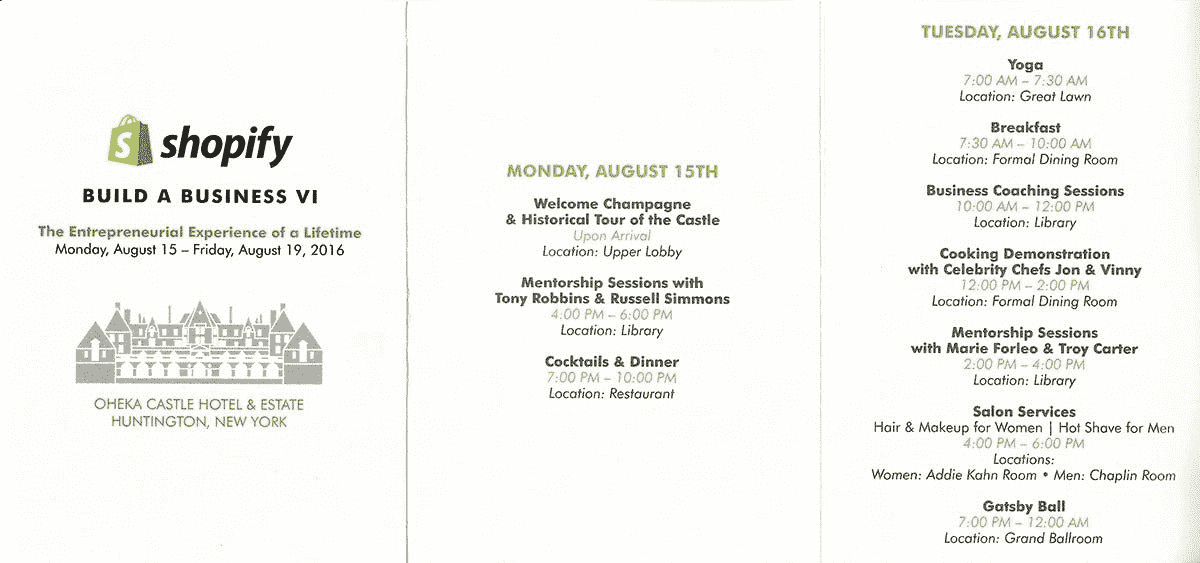 shopify
BUILD A BUSINESS VI
The Entrepreneurial Experience of a Lifetime
Monday, August 15 – Friday, August 19, 2016
OHEKA CASTLE HOTEL & ESTATE
HUNTINGTON, NEW YORK
MONDAY, AUGUST 15TH
Welcome Champagne
& Historical Tour of the Castle
Upon Arrival
Location: Upper Lobby
Mentorship Sessions with
Tony Robbins & Russell Simmons
4:00 PM – 6:00 PM
Location: Library
Cocktails & Dinner
7:00 PM – 10:00 PM
Location: Restaurant
TUESDAY, AUGUST 16TH
Yoga
7:00 AM – 7:30 AM
Location: Great Lawn
Breakfast
7:30 AM – 10:00 AM
Location: Formal Dining Room
Business Coaching Sessions
10:00 AM – 12:00 PM
Location: Library
Cooking Demonstration
with Celebrity Chefs Jon & Vinny
12:00 PM – 2:00 PM
Location: Formal Dining Room
Mentorship Sessions
with Marie Forleo & Troy Carter
2:00 PM – 4:00 PM
Location: Library
Salon Services
Hair & Makeup for Women | Hot Shave for Men
4:00 PM – 6:00 PM
Locations:
Women: Addie Kahn Room • Men: Chaplin Room
Gatsby Ball
7:00 PM – 12:00 AM
Location: Grand Ballroom